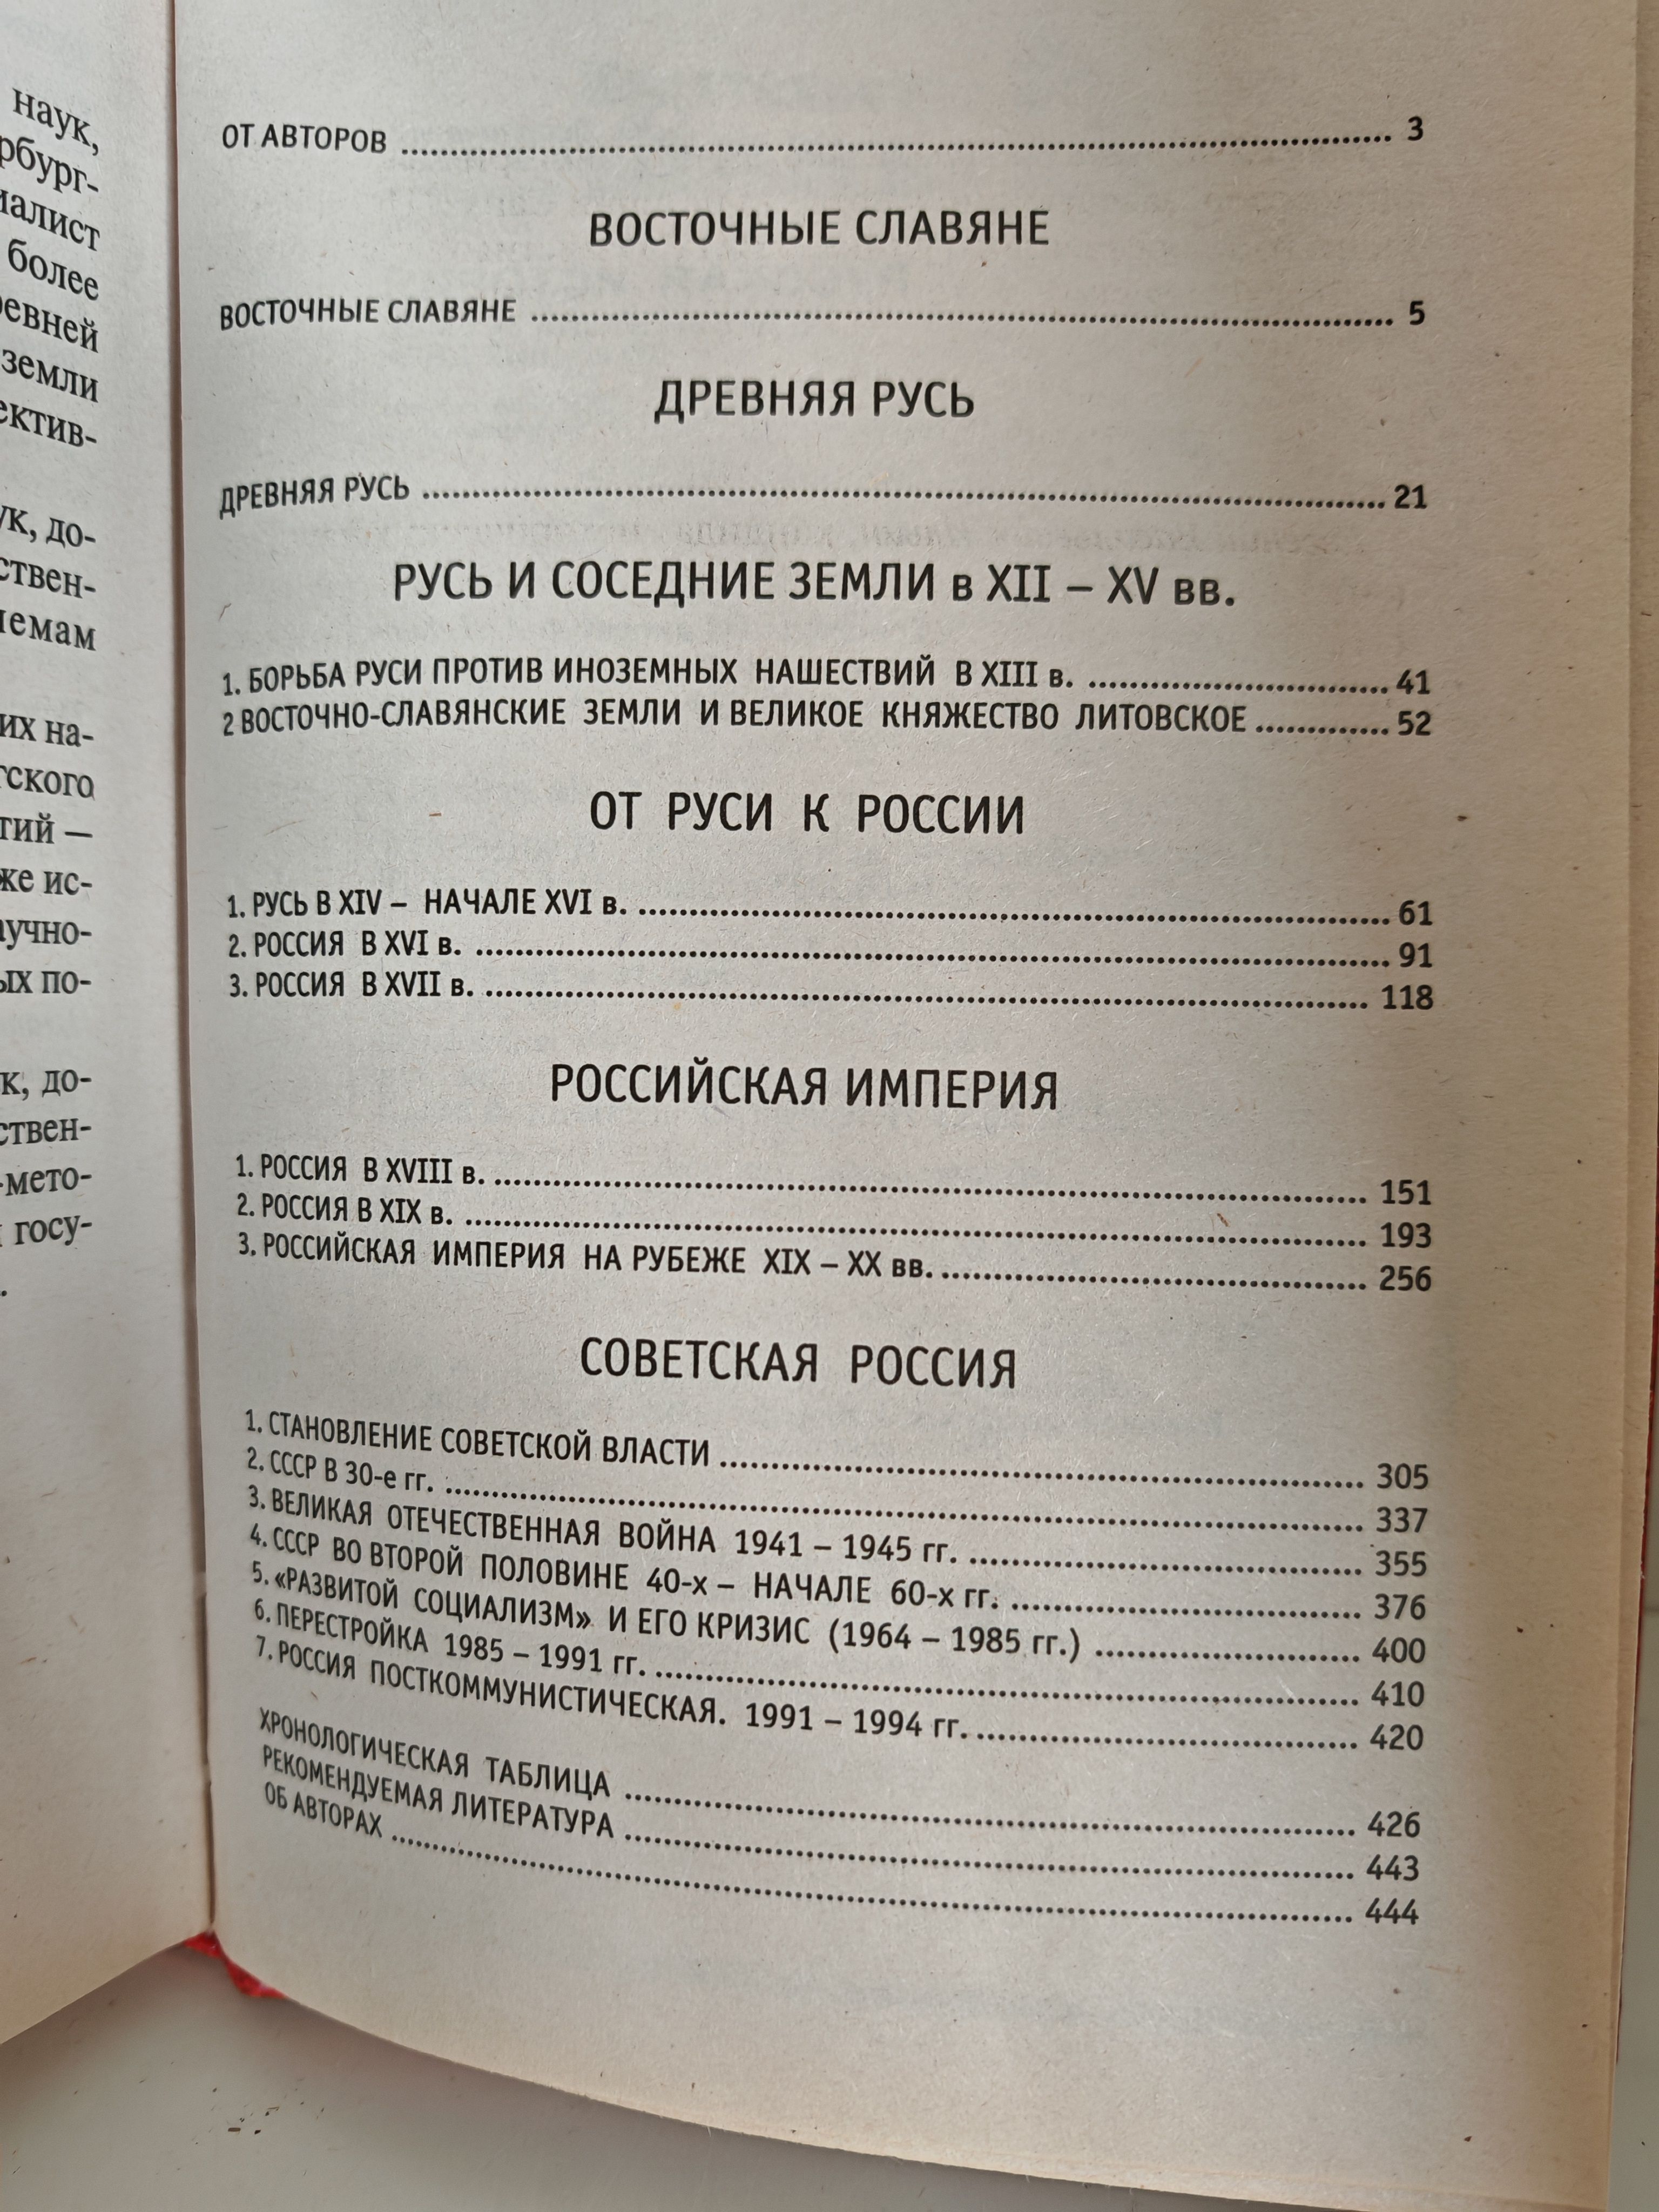 наук,
более
земли
ОТ АВТОРОВ ........ 3
ВОСТОЧНЫЕ СЛАВЯНЕ
ВОСТОЧНЫЕ СЛАВЯНЕ ........ 5
ДРЕВНЯЯ РУСЬ
ДРЕВНЯЯ РУСЬ ........ 21
РУСЬ И СОСЕДНИЕ ЗЕМЛИ в XII – XV вв.
1. БОРЬБА РУСИ ПРОТИВ ИНОЗЕМНЫХ НАШЕСТВИЙ В XIII в. ........ 41
2 ВОСТОЧНО-СЛАВЯНСКИЕ ЗЕМЛИ И ВЕЛИКОЕ КНЯЖЕСТВО ЛИТОВСКОЕ ........ 52
ОТ РУСИ К РОССИИ
1. РУСЬ В XIV – НАЧАЛЕ XVI в. ........ 61
2. РОССИЯ В XVI в. ........ 91
3. РОССИЯ В XVII в. ........ 118
РОССИЙСКАЯ ИМПЕРИЯ
1. РОССИЯ В XVIII в. ........ 151
2. РОССИЯ В XIX в. ........ 193
3. РОССИЙСКАЯ ИМПЕРИЯ НА РУБЕЖЕ XIX – XX вв. ........ 256
СОВЕТСКАЯ РОССИЯ
1. СТАНОВЛЕНИЕ СОВЕТСКОЙ ВЛАСТИ ........ 305
2. СССР В 30-е гг. ........ 337
3. ВЕЛИКАЯ ОТЕЧЕСТВЕННАЯ ВОЙНА 1941 – 1945 гг. ........ 355
4. СССР ВО ВТОРОЙ ПОЛОВИНЕ 40-х – НАЧАЛЕ 60-х гг. ........ 376
5. «РАЗВИТОЙ СОЦИАЛИЗМ» И ЕГО КРИЗИС (1964 – 1985 гг.) ........ 400
6. ПЕРЕСТРОЙКА 1985 – 1991 гг. ........ 410
7. РОССИЯ ПОСТКОММУНИСТИЧЕСКАЯ. 1991 – 1994 гг. ........ 420
ХРОНОЛОГИЧЕСКАЯ ТАБЛИЦА ........ 426
РЕКОМЕНДУЕМАЯ ЛИТЕРАТУРА ........ 443
ОБ АВТОРАХ ........ 444